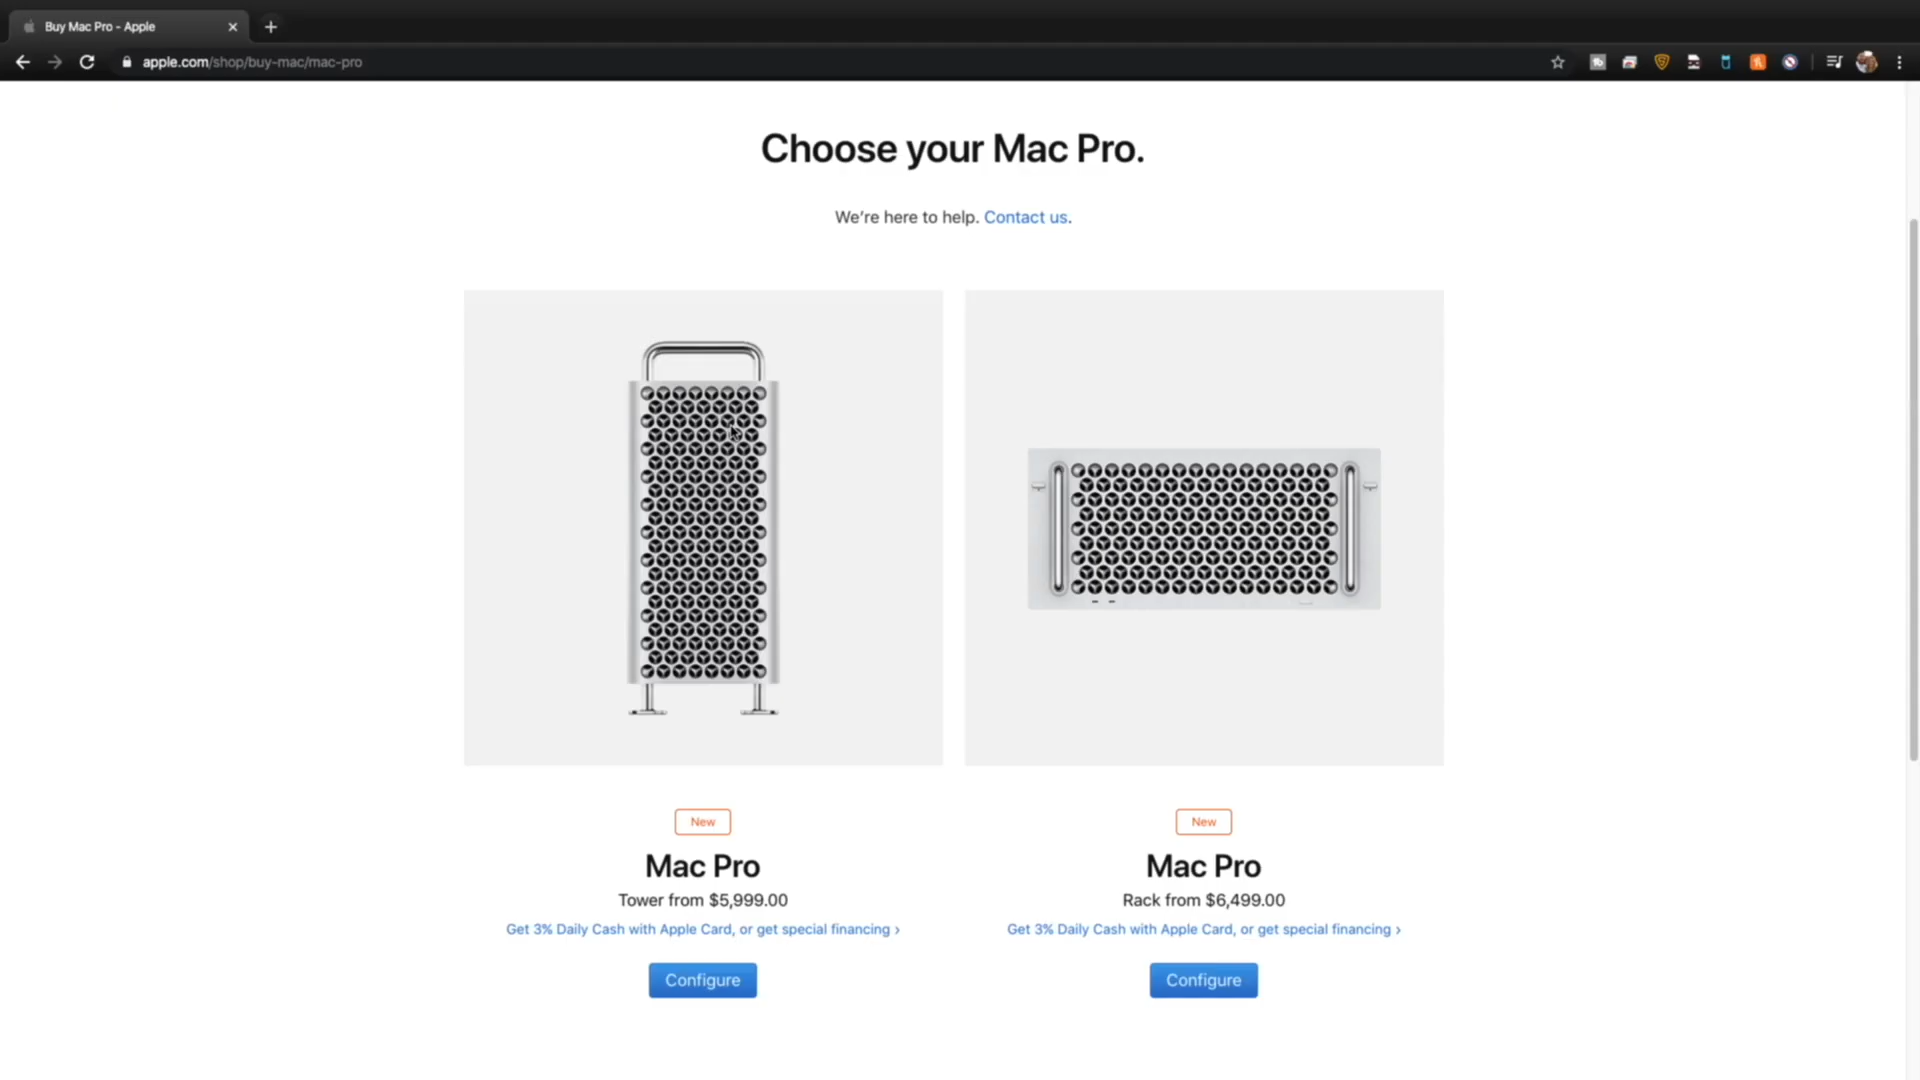 Buy Mac Pro - Apple
apple.com/shop/buy-mac/mac-pro
Choose your Mac Pro.
We're here to help. Contact us.
New
Mac Pro
Tower from $5,999.00
Get 3% Daily Cash with Apple Card, or get special financing ›
Configure
New
Mac Pro
Rack from $6,499.00
Get 3% Daily Cash with Apple Card, or get special financing ›
Configure